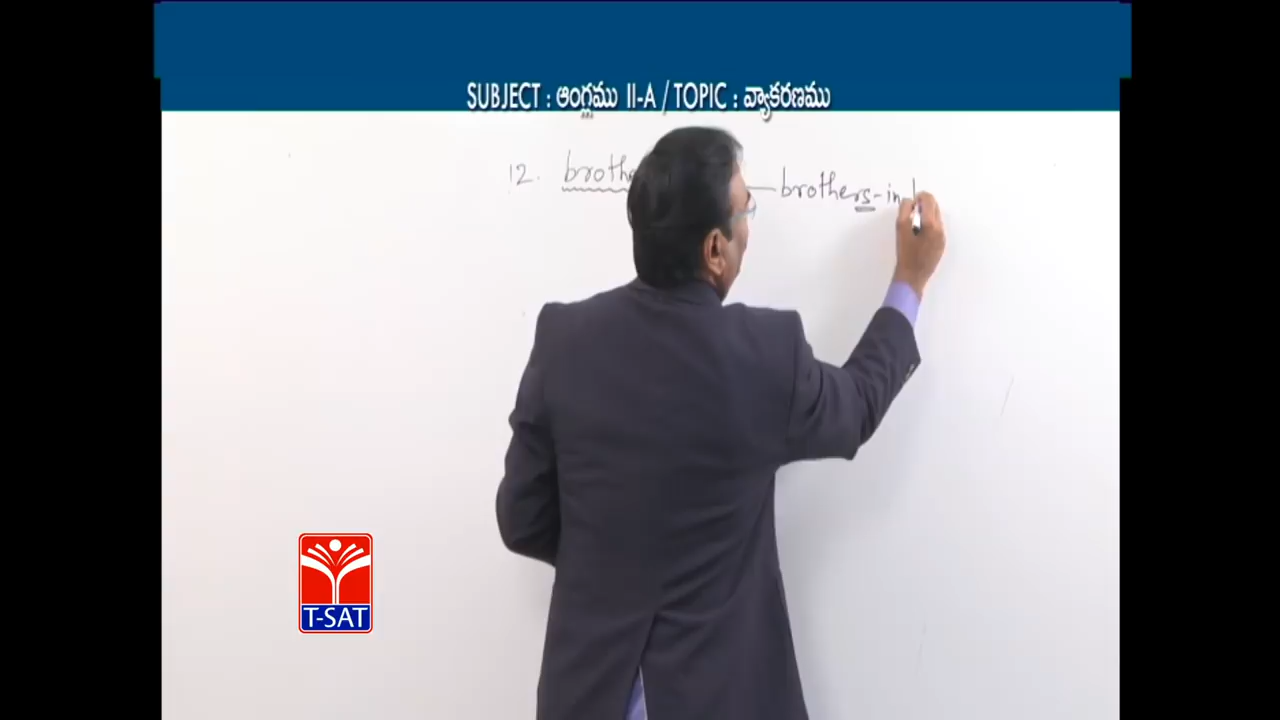 SUBJECT : ఆంగ్లము II-A / TOPIC : వ్యాకరణము
12. — brothers-in
T-SAT